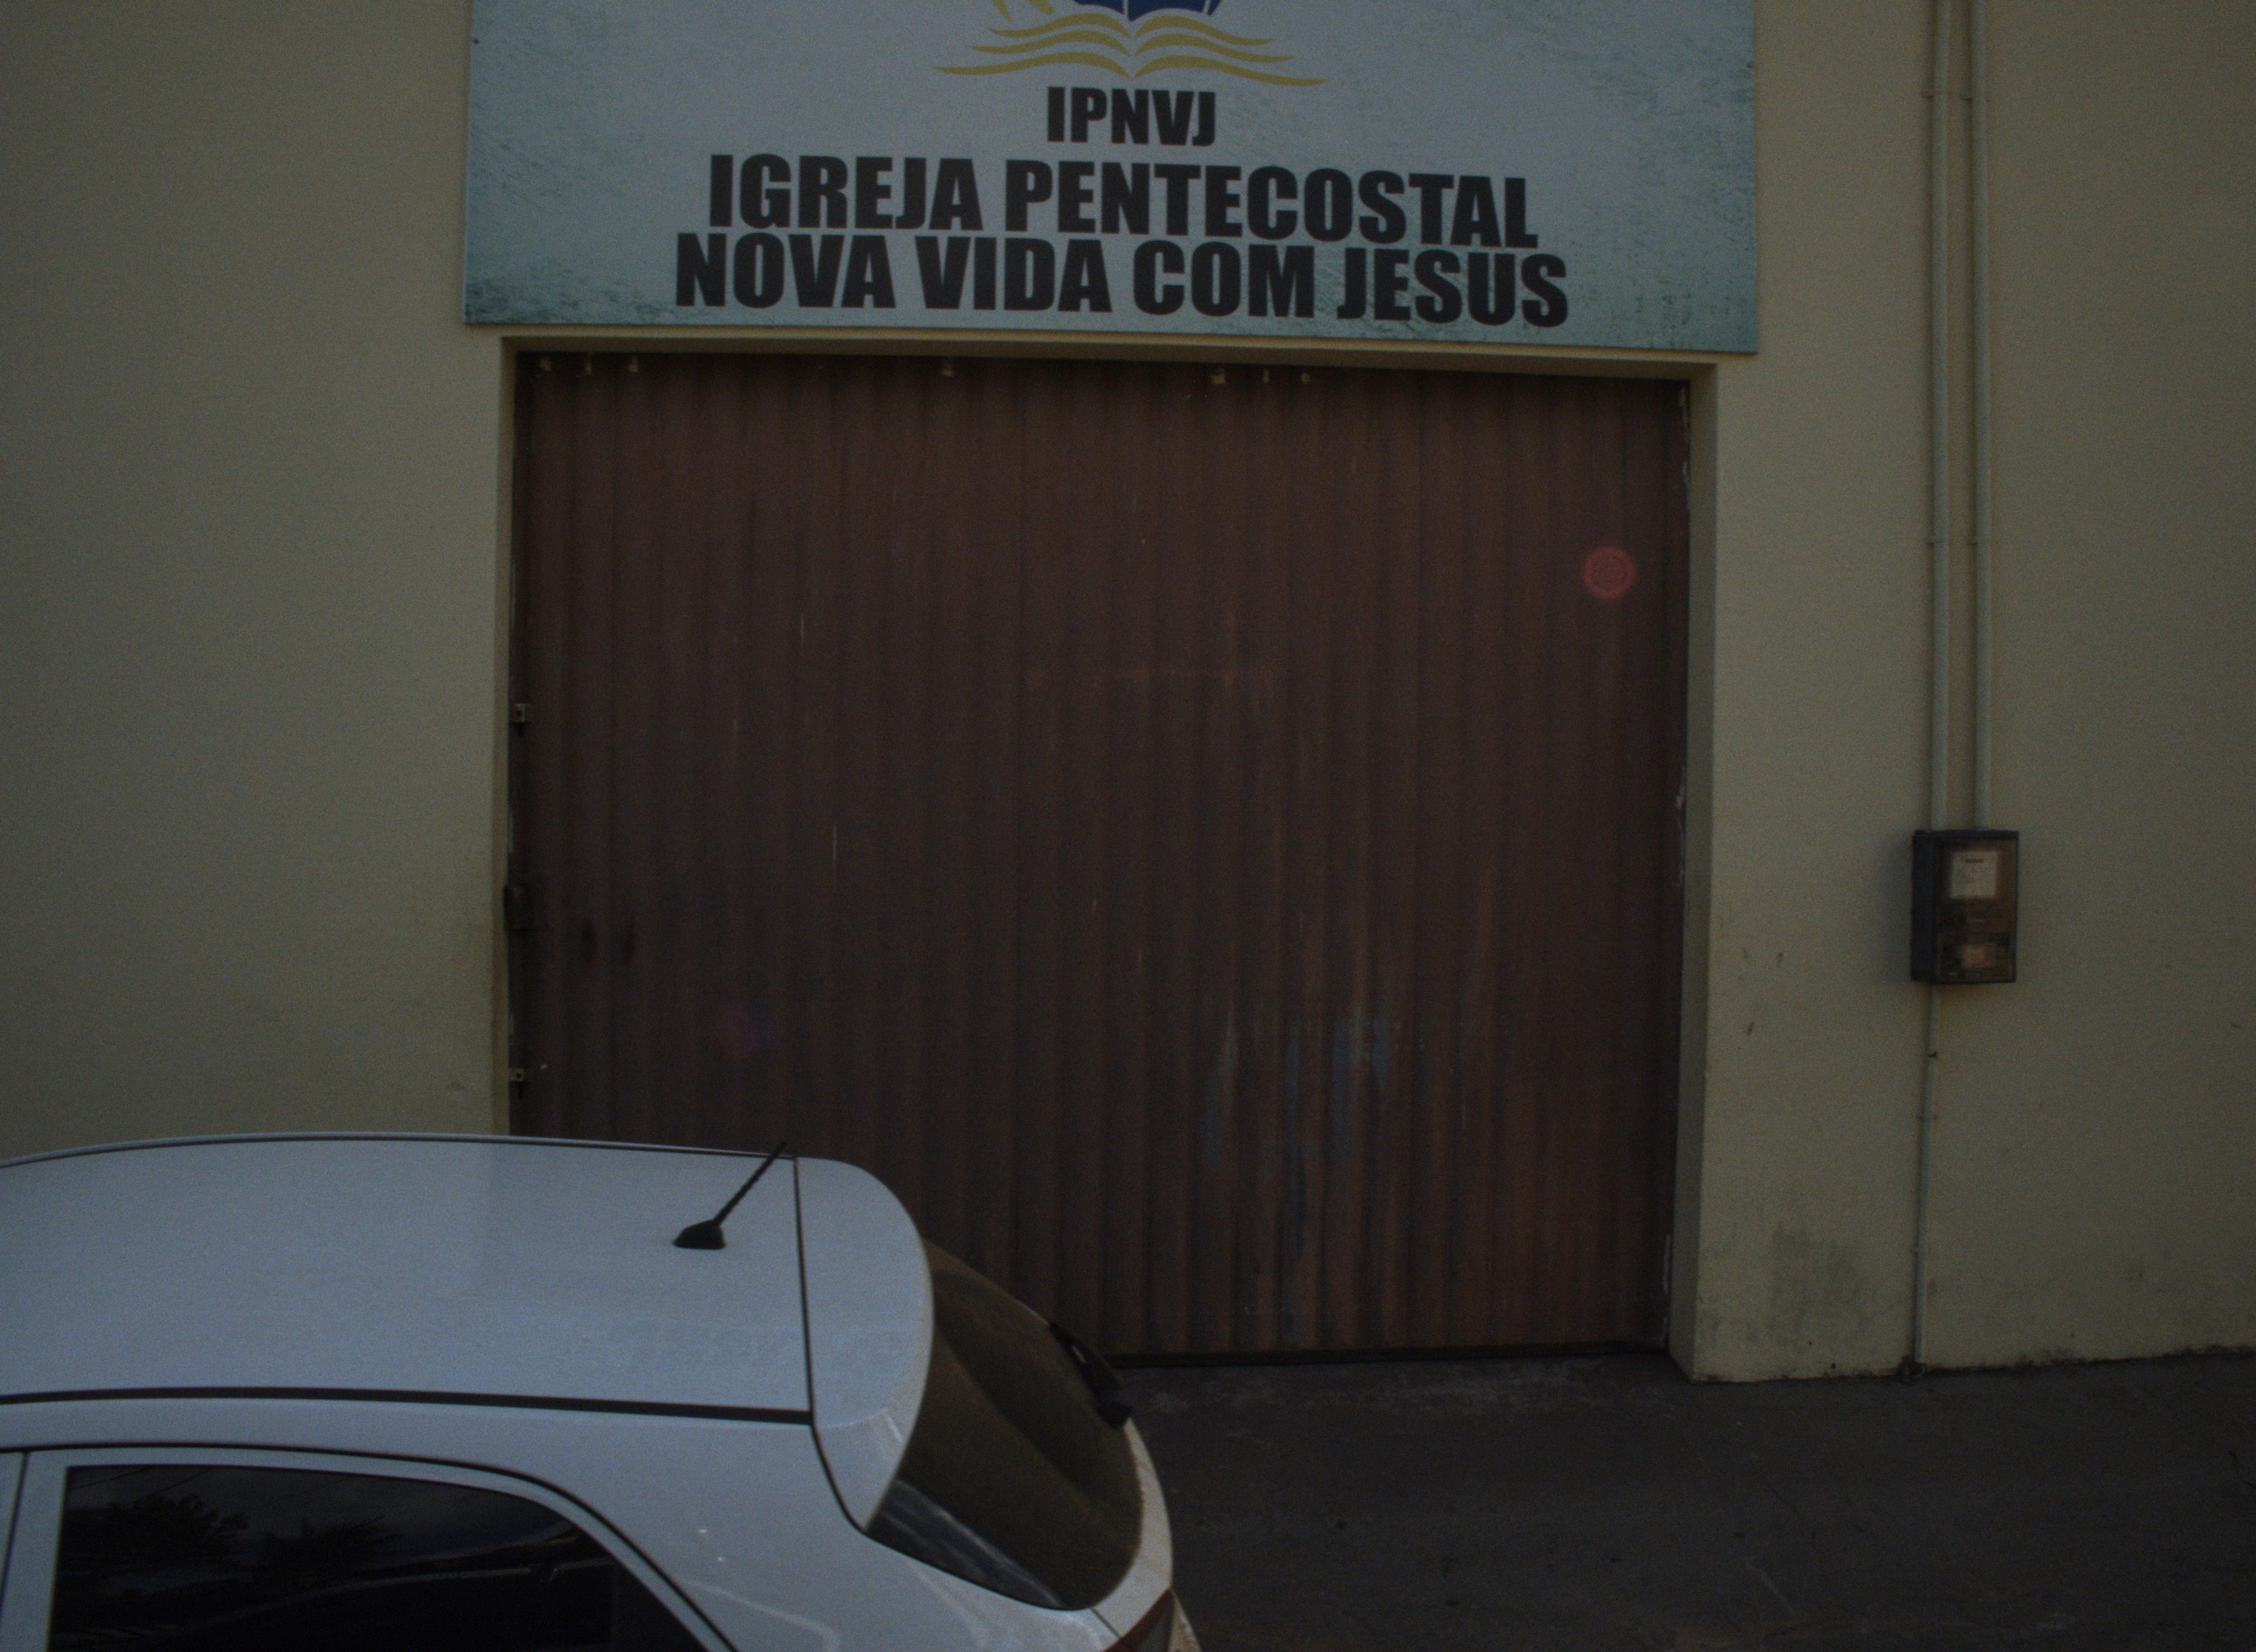 IPNVJ
IGREJA PENTECOSTAL
NOVA VIDA COM JESUS